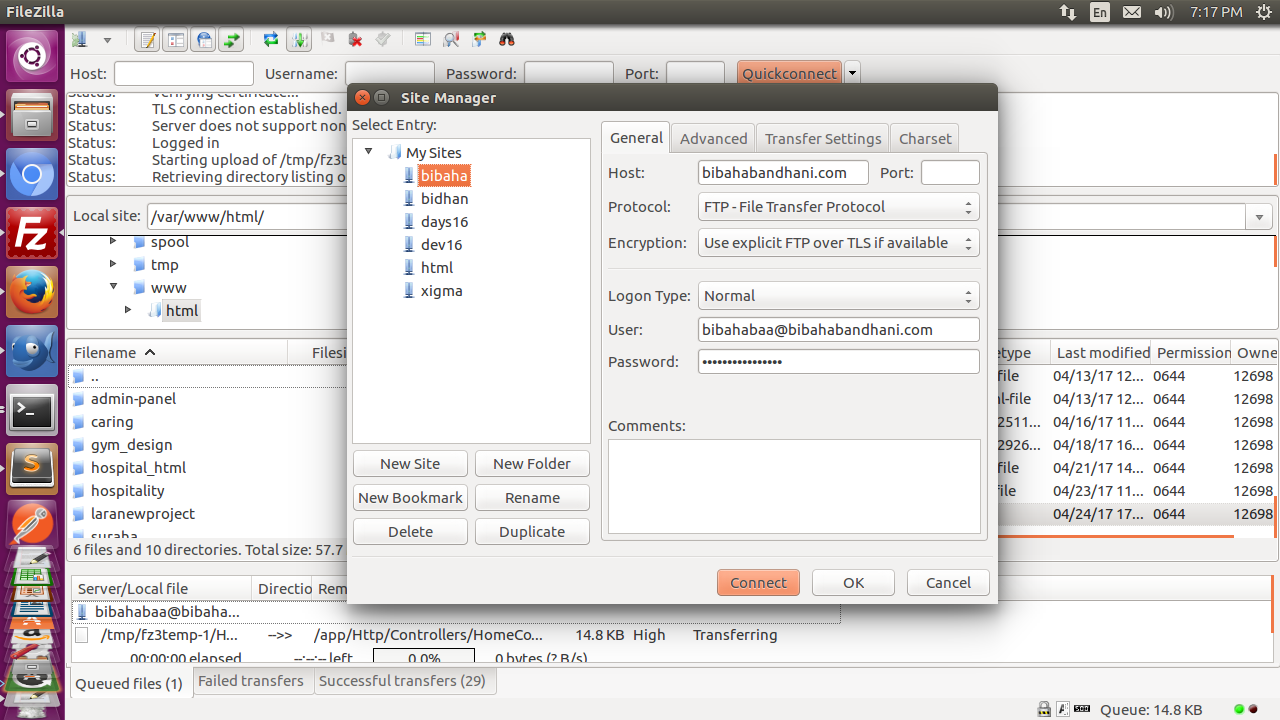 FileZilla
En
7:17 PM
Host:
Username:
Password:
Port:
Quickconnect
Status: Verifying certificate...
Status: TLS connection established.
Status: Server does not support non
Status: Logged in
Status: Starting upload of /tmp/fz3t
Status: Retrieving directory listing o
Local site: /var/www/html/
spool
tmp
www
html
Filename
Filesi
..
admin-panel
caring
gym_design
hospital_html
hospitality
laranewproject
suraha
6 files and 10 directories. Total size: 57.7
Site Manager
Select Entry:
My Sites
bibaha
bidhan
days16
dev16
html
xigma
New Site
New Folder
New Bookmark
Rename
Delete
Duplicate
General
Advanced
Transfer Settings
Charset
Host: bibahabandhani.com
Port:
Protocol: FTP - File Transfer Protocol
Encryption: Use explicit FTP over TLS if available
Logon Type: Normal
User: bibahabaa@bibahabandhani.com
Password: ••••••••••••••••
Comments:
Connect
OK
Cancel
etype Last modified Permission Owne
file 04/13/17 12... 0644 12698
l-file 04/13/17 12... 0644 12698
2511... 04/16/17 11... 0644 12698
2926... 04/18/17 16... 0644 12698
file 04/21/17 14... 0644 12698
file 04/23/17 11... 0644 12698
04/24/17 17... 0644 12698
Server/Local file Directio Rem
bibahabaa@bibaha...
/tmp/fz3temp-1/H... -->> /app/Http/Controllers/HomeCo... 14.8 KB High Transferring
00:00:00 elapsed --:--:-- left 0.0% 0 bytes (? B/s)
Queued files (1)
Failed transfers
Successful transfers (29)
Queue: 14.8 KB